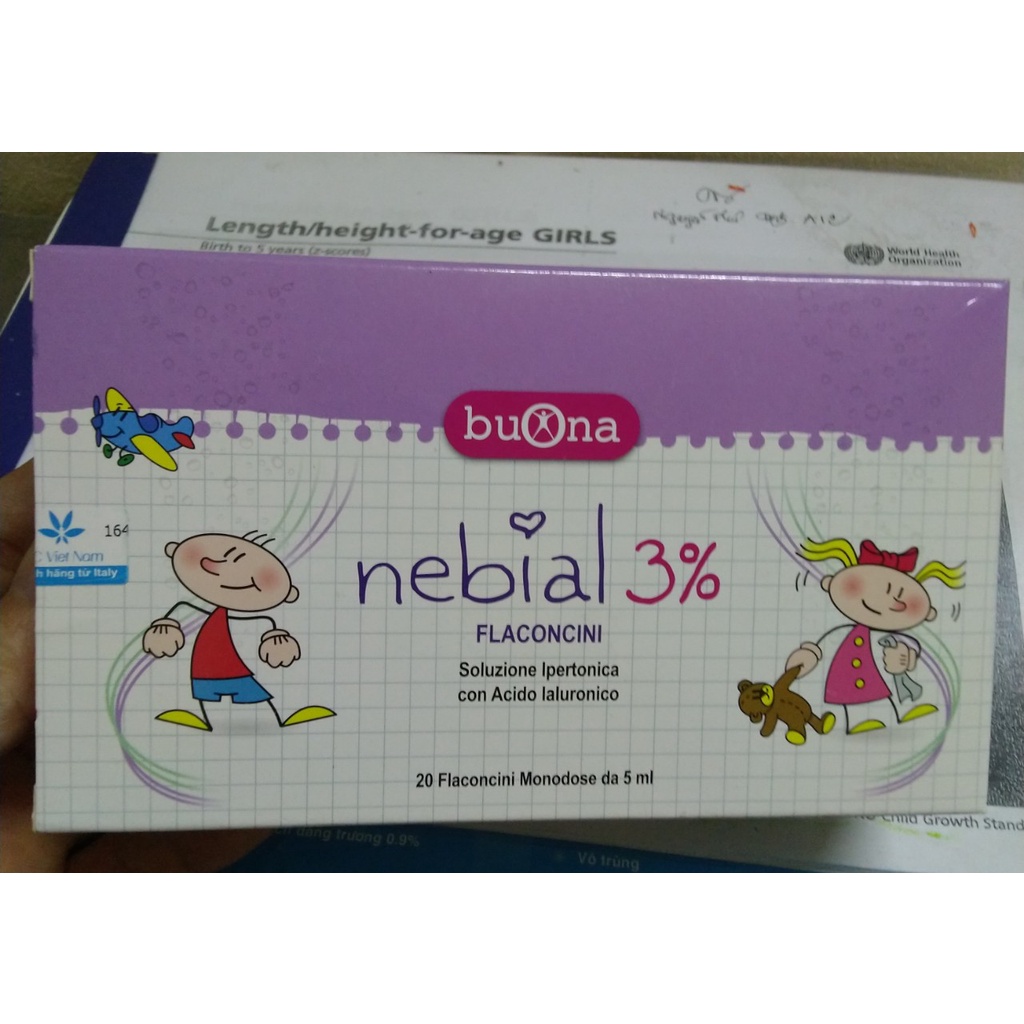 Length/height-for-age GIRLS
Birth to 5 years (z-scores)
World Health
Organization
buOna
164
Viet Nam
h hãng từ Italy
nebial 3%
FLACONCINI
Soluzione Ipertonica
con Acido Ialuronico
20 Flaconcini Monodose da 5 ml
Child Growth Stand
đẳng trương 0.9%
Vô trùng